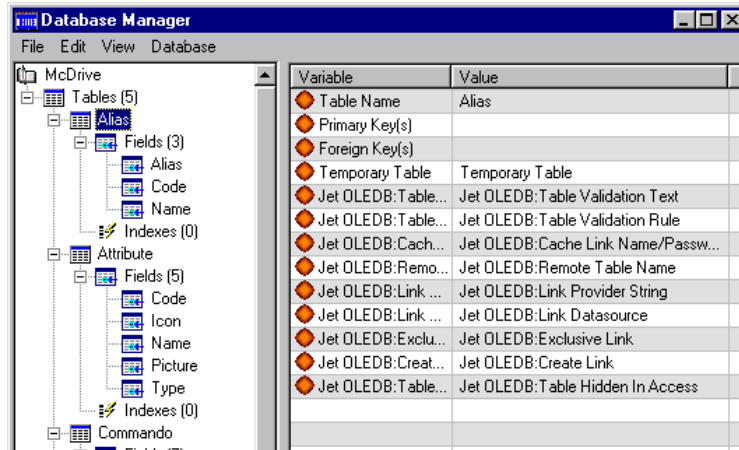 Database Manager
File Edit View Database
McDrive
Tables (5)
Alias
Fields (3)
Alias
Code
Name
Indexes (0)
Attribute
Fields (5)
Code
Icon
Name
Picture
Type
Indexes (0)
Commando
Variable Value
Table Name Alias
Primary Key(s)
Foreign Key(s)
Temporary Table Temporary Table
Jet OLEDB:Table... Jet OLEDB:Table Validation Text
Jet OLEDB:Table... Jet OLEDB:Table Validation Rule
Jet OLEDB:Cach... Jet OLEDB:Cache Link Name/Passw...
Jet OLEDB:Remo... Jet OLEDB:Remote Table Name
Jet OLEDB:Link ... Jet OLEDB:Link Provider String
Jet OLEDB:Link ... Jet OLEDB:Link Datasource
Jet OLEDB:Exclu... Jet OLEDB:Exclusive Link
Jet OLEDB:Creat... Jet OLEDB:Create Link
Jet OLEDB:Table... Jet OLEDB:Table Hidden In Access